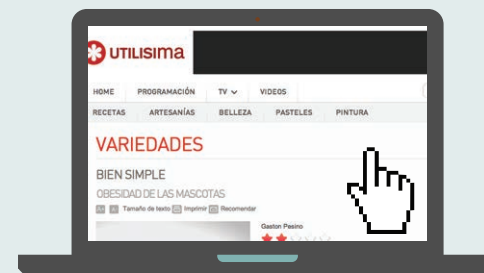 UTILISIMA
HOME PROGRAMACIÓN TV VIDEOS
RECETAS ARTESANÍAS BELLEZA PASTELES PINTURA
VARIEDADES
BIEN SIMPLE
OBESIDAD DE LAS MASCOTAS
Tamaño de texto Imprimir Recomendar
Gaston Pesino